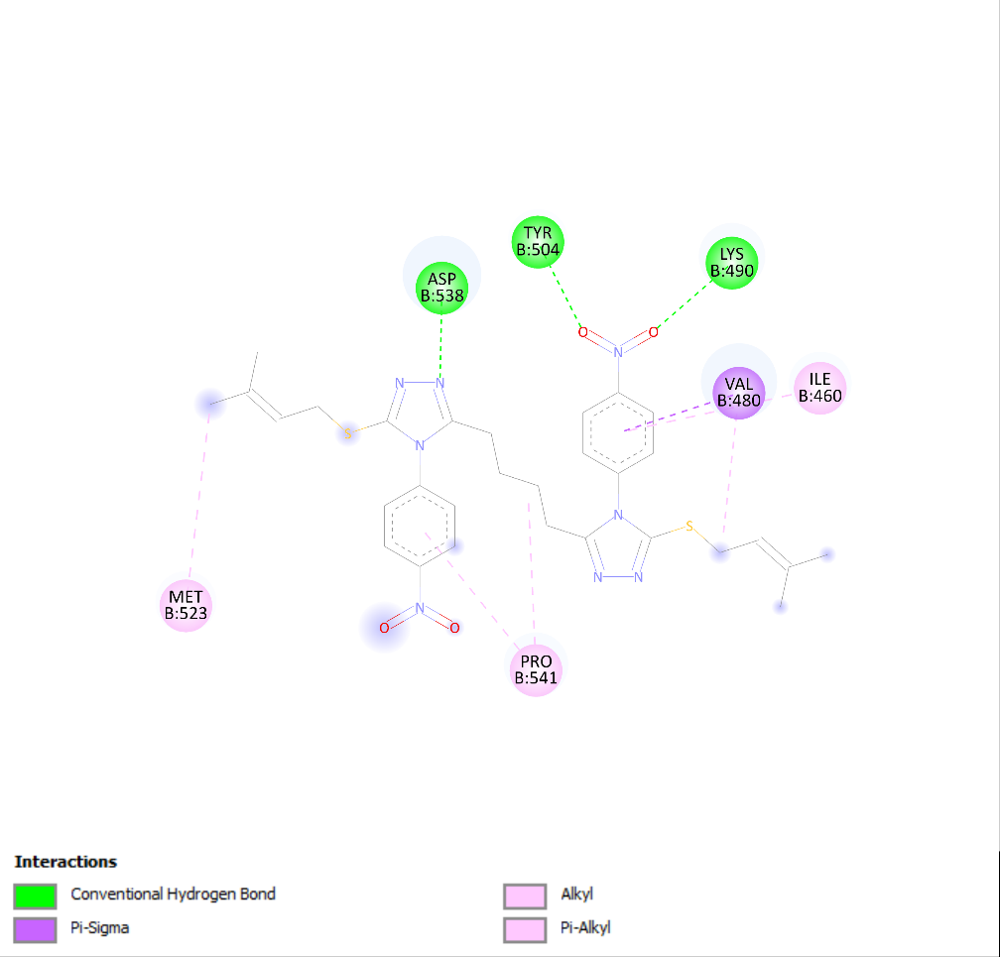 TYR
B:504
LYS
B:490
ASP
B:538
O
O
N
N
N
VAL
B:480
ILE
B:460
S
N
N
S
N
N
MET
B:523
N
O
O
PRO
B:541
Interactions
Conventional Hydrogen Bond
Alkyl
Pi-Sigma
Pi-Alkyl